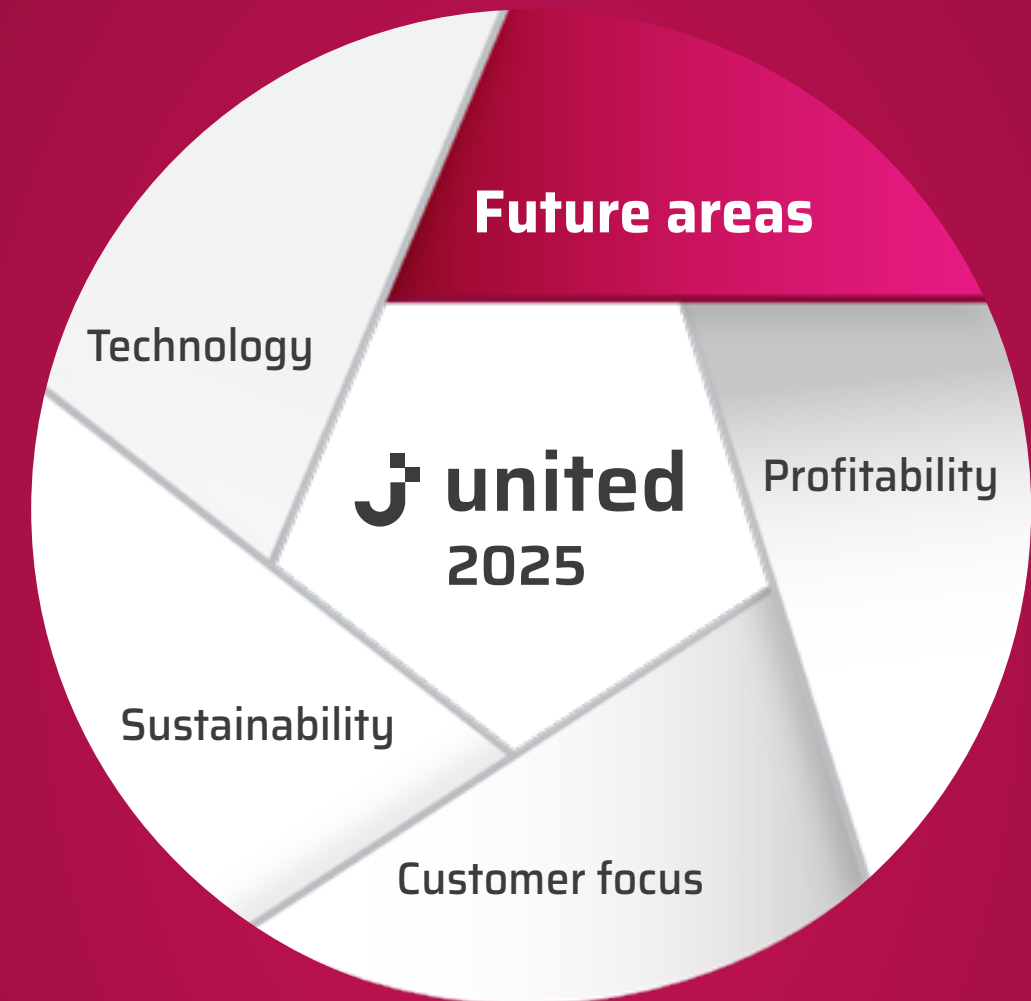 Future areas
Technology
Profitability
united
2025
Sustainability
Customer focus